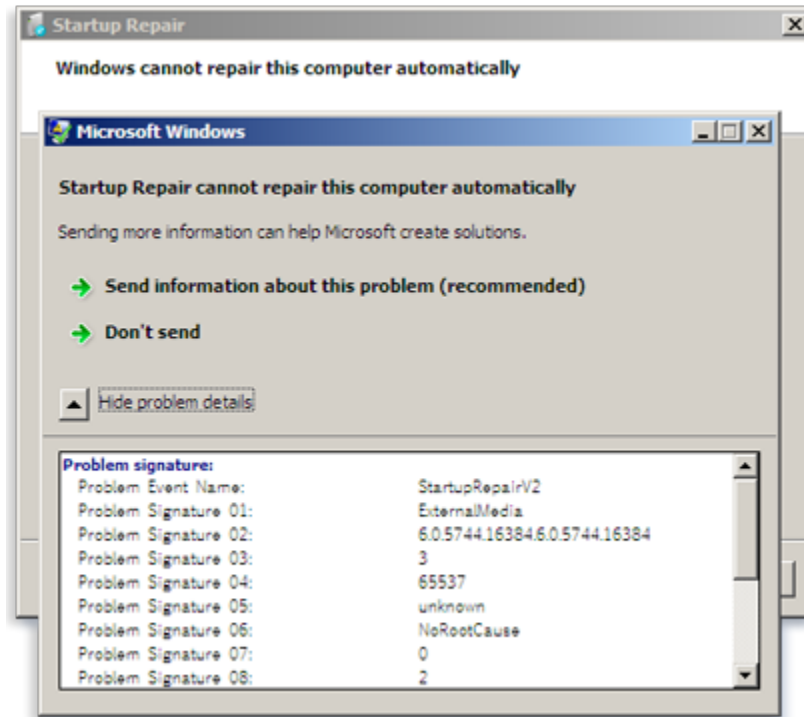 Startup Repair
Windows cannot repair this computer automatically
Microsoft Windows
Startup Repair cannot repair this computer automatically
Sending more information can help Microsoft create solutions.
Send information about this problem (recommended)
Don't send
Hide problem details
Problem signature:
Problem Event Name: StartupRepairV2
Problem Signature 01: ExternalMedia
Problem Signature 02: 6.0.5744.16384.6.0.5744.16384
Problem Signature 03: 3
Problem Signature 04: 65537
Problem Signature 05: unknown
Problem Signature 06: NoRootCause
Problem Signature 07: 0
Problem Signature 08: 2